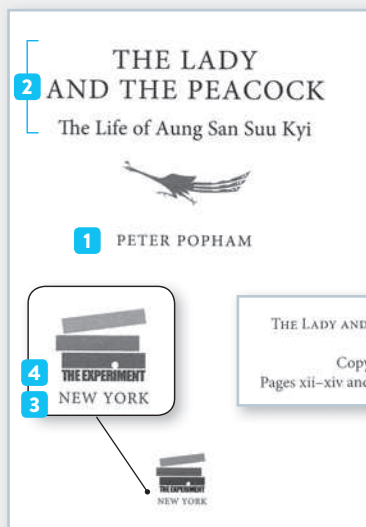 THE LADY
2
AND THE PEACOCK
The Life of Aung San Suu Kyi
1 PETER POPHAM
4 THE EXPERIMENT
3 NEW YORK
THE LADY AND
Copy
Pages xii–xiv and
THE EXPERIMENT
NEW YORK